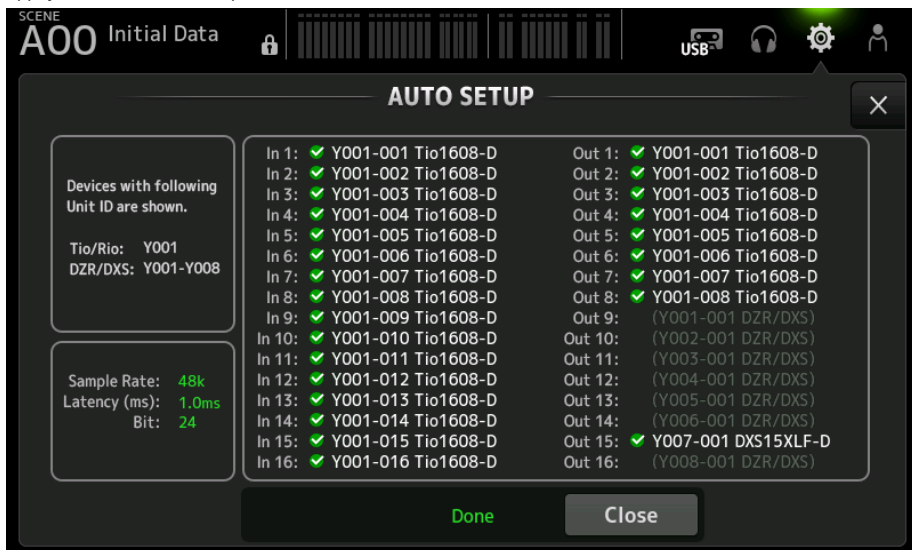 SCENE
A00 Initial Data
USB
AUTO SETUP
Devices with following
Unit ID are shown.
Tio/Rio: Y001
DZR/DXS: Y001-Y008
Sample Rate: 48k
Latency (ms): 1.0ms
Bit: 24
In 1: Y001-001 Tio1608-D Out 1: Y001-001 Tio1608-D
In 2: Y001-002 Tio1608-D Out 2: Y001-002 Tio1608-D
In 3: Y001-003 Tio1608-D Out 3: Y001-003 Tio1608-D
In 4: Y001-004 Tio1608-D Out 4: Y001-004 Tio1608-D
In 5: Y001-005 Tio1608-D Out 5: Y001-005 Tio1608-D
In 6: Y001-006 Tio1608-D Out 6: Y001-006 Tio1608-D
In 7: Y001-007 Tio1608-D Out 7: Y001-007 Tio1608-D
In 8: Y001-008 Tio1608-D Out 8: Y001-008 Tio1608-D
In 9: Y001-009 Tio1608-D Out 9: (Y001-001 DZR/DXS)
In 10: Y001-010 Tio1608-D Out 10: (Y002-001 DZR/DXS)
In 11: Y001-011 Tio1608-D Out 11: (Y003-001 DZR/DXS)
In 12: Y001-012 Tio1608-D Out 12: (Y004-001 DZR/DXS)
In 13: Y001-013 Tio1608-D Out 13: (Y005-001 DZR/DXS)
In 14: Y001-014 Tio1608-D Out 14: (Y006-001 DZR/DXS)
In 15: Y001-015 Tio1608-D Out 15: Y007-001 DXS15XLF-D
In 16: Y001-016 Tio1608-D Out 16: (Y008-001 DZR/DXS)
Done
Close